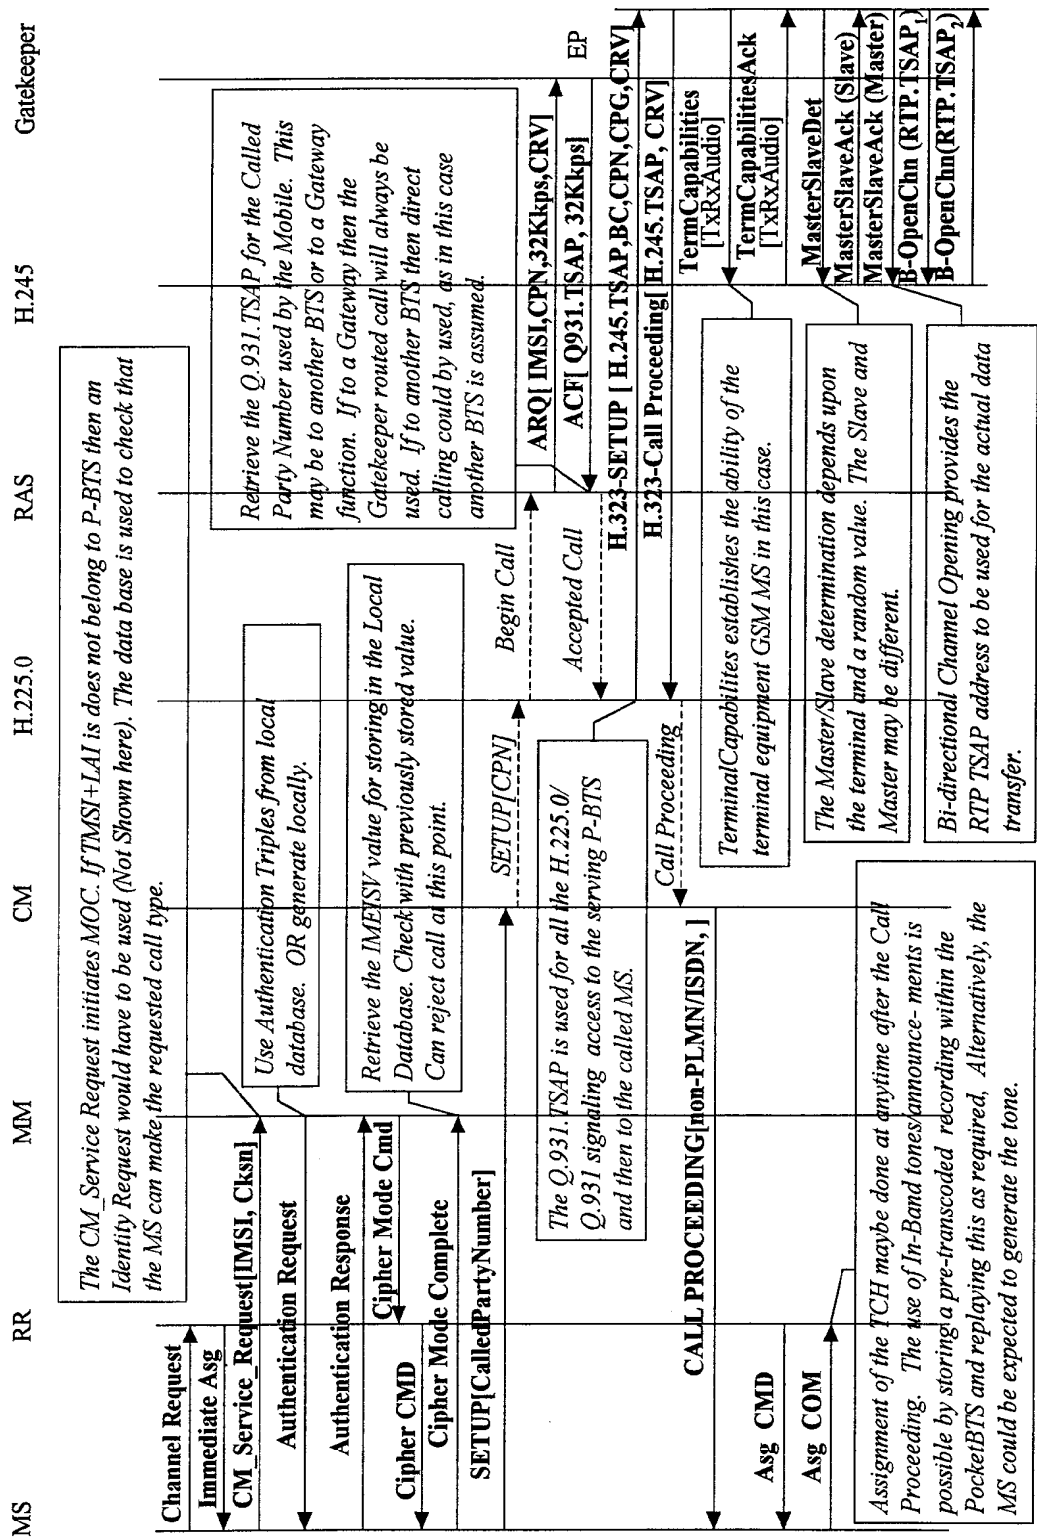 MS
RR
MM
CM
H.225.0
RAS
H.245
Gatekeeper
The CM_Service Request initiates MOC. If TMSI+LAI is does not belong to P-BTS then an
Identity Request would have to be used (Not Shown here). The data base is used to check that
the MS can make the requested call type.
Channel Request
Immediate Asg
CM_Service_Request[IMSI, Cksn]
Authentication Request
Use Authentication Triples from local
database. OR generate locally.
Authentication Response
Cipher Mode Cmd
Cipher CMD
Cipher Mode Complete
Retrieve the IMEISV value for storing in the Local
Database. Check with previously stored value.
Can reject call at this point.
Retrieve the Q.931.TSAP for the Called
Party Number used by the Mobile. This
may be to another BTS or to a Gateway
function. If to a Gateway then the
Gatekeeper routed call will always be
used. If to another BTS then direct
calling could by used, as in this case
another BTS is assumed.
SETUP[CalledPartyNumber]
SETUP[CPN]
Begin Call
ARQ[ IMSI,CPN,32Kkps,CRV]
EP
ACF[ Q931.TSAP, 32Kkps]
Accepted Call
H.323-SETUP [ H.245.TSAP,BC,CPN,CPG,CRV]
H.323-Call Proceeding[ H.245.TSAP, CRV]
The Q.931.TSAP is used for all the H.225.0/
Q.931 signaling access to the serving P-BTS
and then to the called MS.
Call Proceeding
CALL PROCEEDING[non-PLMN/ISDN, ]
TermCapabilities
[TxRxAudio]
TermCapabilitiesAck
[TxRxAudio]
TerminalCapabilites establishes the ability of the
terminal equipment GSM MS in this case.
Asg CMD
Asg COM
MasterSlaveDet
MasterSlaveAck (Slave)
MasterSlaveAck (Master)
The Master/Slave determination depends upon
the terminal and a random value. The Slave and
Master may be different.
B-OpenChn (RTP.TSAP1)
B-OpenChn(RTP.TSAP2)
Bi-directional Channel Opening provides the
RTP TSAP address to be used for the actual data
transfer.
Assignment of the TCH maybe done at anytime after the Call
Proceeding. The use of In-Band tones/announce- ments is
possible by storing a pre-transcoded recording within the
PocketBTS and replaying this as required, Alternatively, the
MS could be expected to generate the tone.